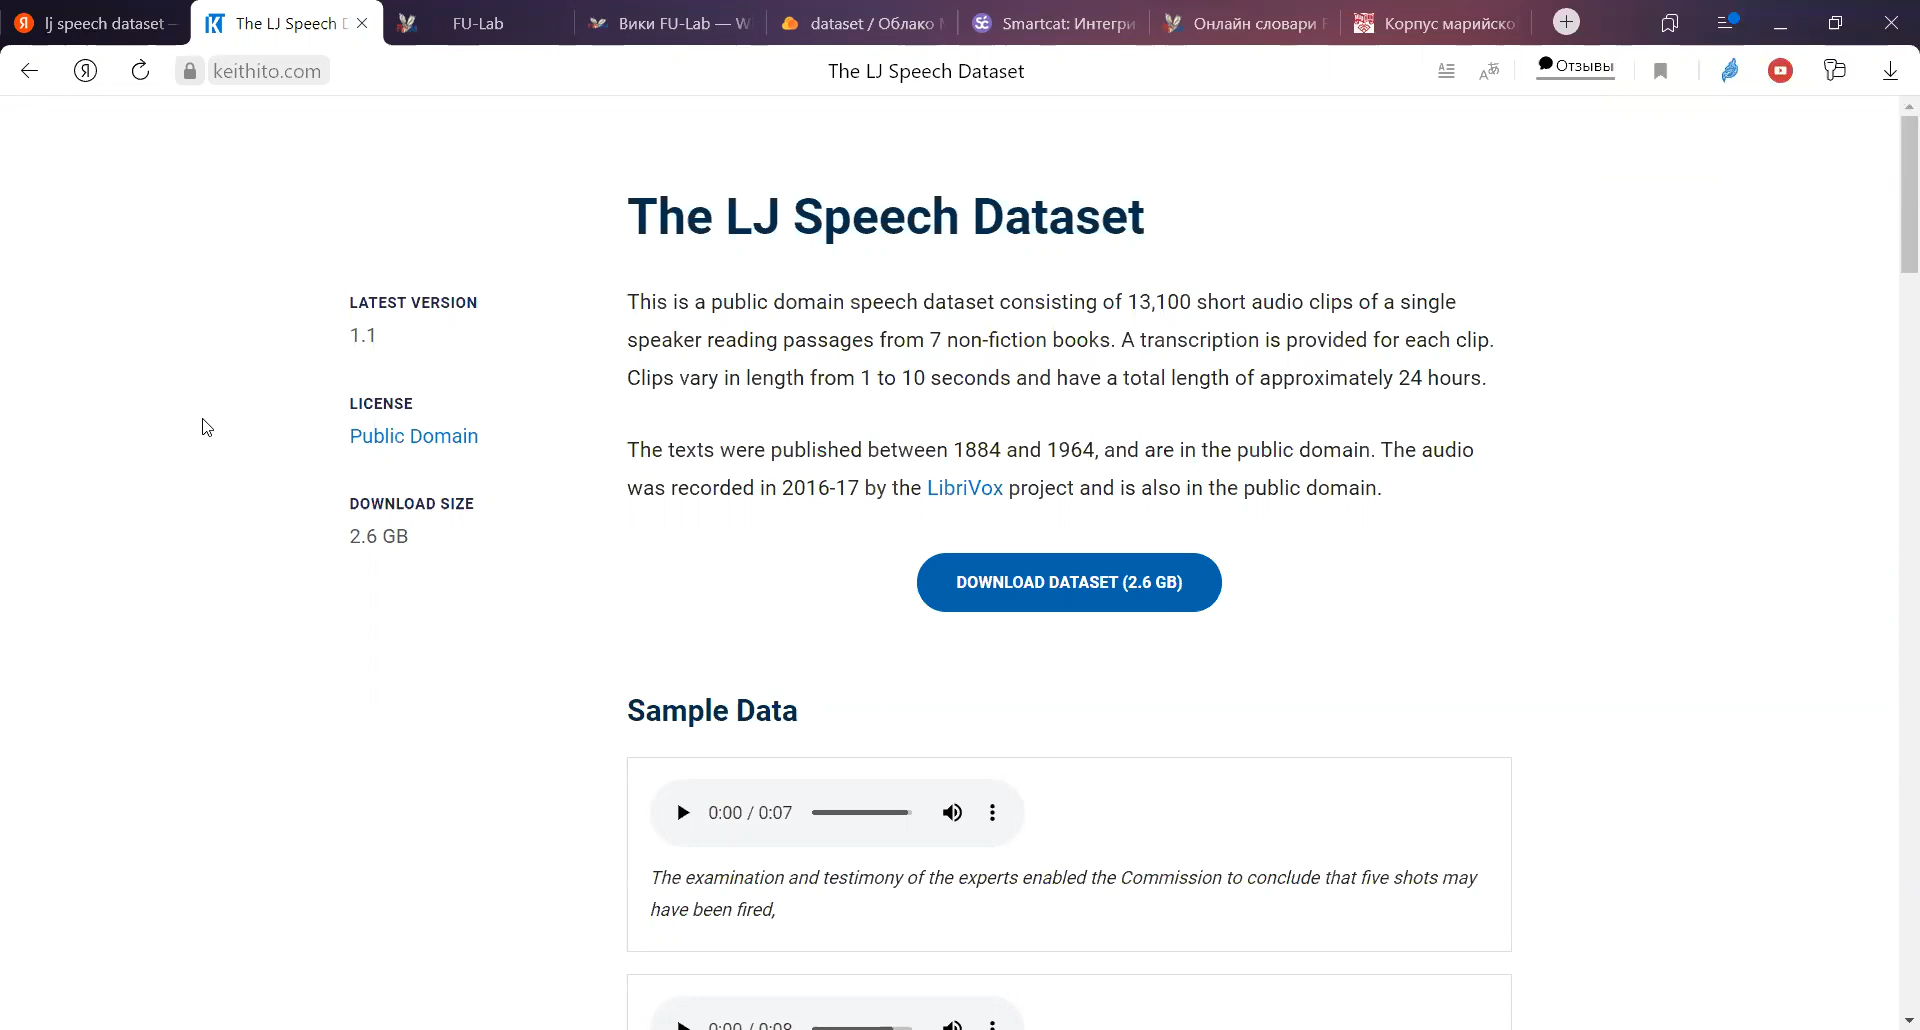 lj speech dataset –
The LJ Speech D
FU-Lab
Вики FU-Lab — W
dataset / Облако
Smartcat: Интегри
Онлайн словари
Корпус марийско
keithito.com
The LJ Speech Dataset
Отзывы
The LJ Speech Dataset
LATEST VERSION
1.1
LICENSE
Public Domain
DOWNLOAD SIZE
2.6 GB
This is a public domain speech dataset consisting of 13,100 short audio clips of a single
speaker reading passages from 7 non-fiction books. A transcription is provided for each clip.
Clips vary in length from 1 to 10 seconds and have a total length of approximately 24 hours.
The texts were published between 1884 and 1964, and are in the public domain. The audio
was recorded in 2016-17 by the LibriVox project and is also in the public domain.
DOWNLOAD DATASET (2.6 GB)
Sample Data
0:00 / 0:07
The examination and testimony of the experts enabled the Commission to conclude that five shots may
have been fired,
0:00 / 0:08